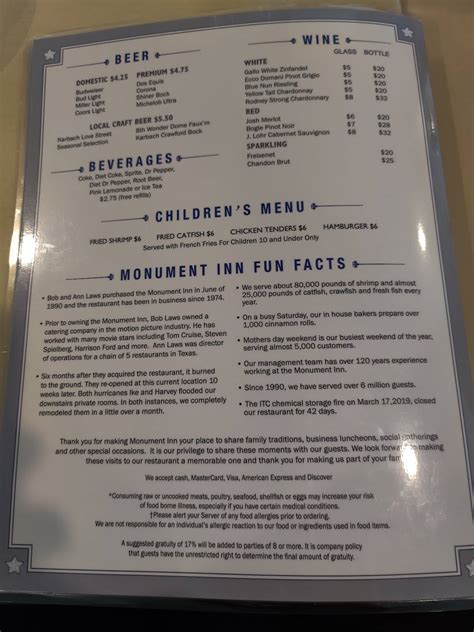 BEER
DOMESTIC $4.25
Budweiser
Bud Light
Miller Light
Coors Light
PREMIUM $4.75
Dos Equis
Corona
Shiner Bock
Michelob Ultra
LOCAL CRAFT BEER $5.50
Karbach Love Street
Seasonal Selection
8th Wonder Dome Faux'm
Karbach Crawford Bock
WINE
GLASS BOTTLE
WHITE
Gallo White Zinfandel $5 $20
Ecco Domani Pinot Grigio $5 $20
Blue Nun Riesling $5 $20
Yellow Tail Chardonnay $5 $20
Rodney Strong Chardonnay $8 $32
RED
Josh Merlot $6 $20
Bogle Pinot Noir $7 $28
J. Lohr Cabernet Sauvignon $8 $32
SPARKLING
Freixenet $20
Chandon Brut $25
BEVERAGES
Coke, Diet Coke, Sprite, Dr Pepper,
Diet Dr Pepper, Root Beer,
Pink Lemonade or Ice Tea
$2.75 (free refills)
CHILDREN'S MENU
FRIED SHRIMP $6 FRIED CATFISH $6 CHICKEN TENDERS $6 HAMBURGER $6
Served with French Fries For Children 10 and Under Only
MONUMENT INN FUN FACTS
• Bob and Ann Laws purchased the Monument Inn in June of
1990 and the restaurant has been in business since 1974.
• Prior to owning the Monument Inn, Bob Laws owned a
catering company in the motion picture industry. He has
worked with many movie stars including Tom Cruise, Steven
Spielberg, Harrison Ford and more. Ann Laws was director
of operations for a chain of 5 restaurants in Texas.
• Six months after they acquired the restaurant, it burned
to the ground. They re-opened at this current location 10
weeks later. Both hurricanes Ike and Harvey flooded our
downstairs private rooms. In both instances, we completely
remodeled them in a little over a month.
• We serve about 80,000 pounds of shrimp and almost
25,000 pounds of catfish, crawfish and fresh fish every
year.
• On a busy Saturday, our in house bakers prepare over
1,000 cinnamon rolls.
• Mothers day weekend is our busiest weekend of the year,
serving almost 5,000 customers.
• Our management team has over 120 years experience
working at the Monument Inn.
• Since 1990, we have served over 6 million guests.
• The ITC chemical storage fire on March 17,2019, closed
our restaurant for 42 days.
Thank you for making Monument Inn your place to share family traditions, business luncheons, social gatherings
and other special occasions. It is our privilege to share these moments with our guests. We look forward to making
these visits to our restaurant a memorable one and thank you for making us part of your family.
We accept cash, MasterCard, Visa, American Express and Discover
*Consuming raw or uncooked meats, poultry, seafood, shellfish or eggs may increase your risk
of food borne illness, especially if you have certain medical conditions.
†Please alert your Server of any food allergies prior to ordering.
We are not responsible for an individual's allergic reaction to our food or ingredients used in food items.
A suggested gratuity of 17% will be added to parties of 8 or more. It is company policy
that guests have the unrestricted right to determine the final amount of gratuity.